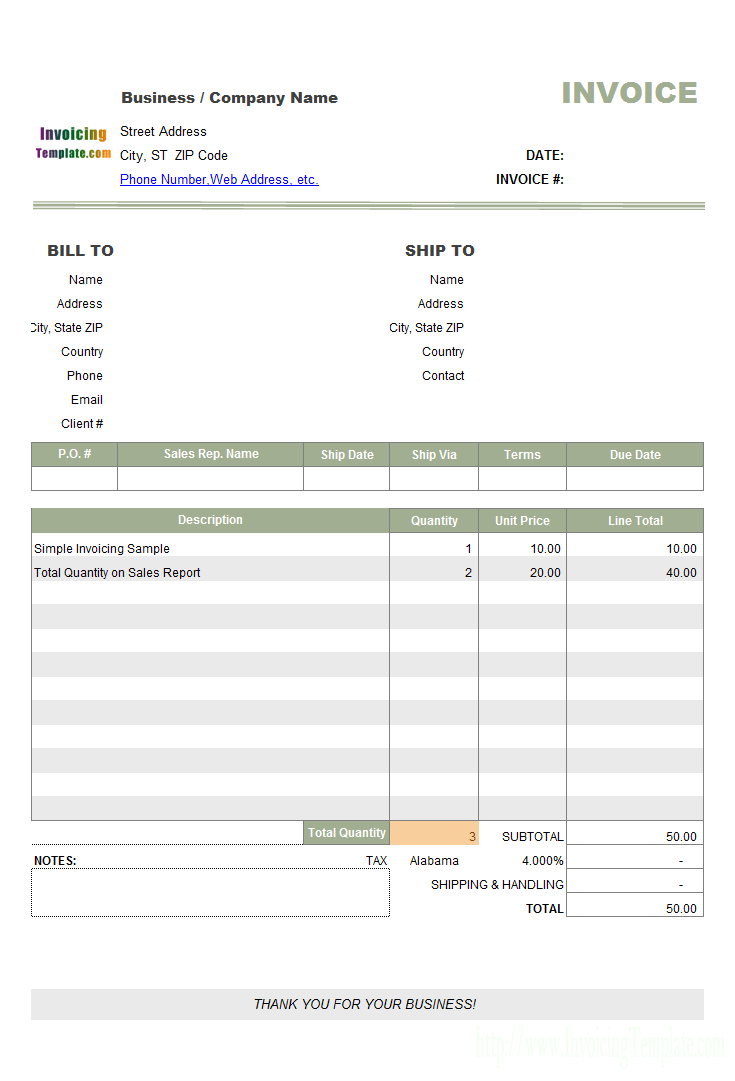 INVOICE
Business / Company Name
Invoicing
Template.com
Street Address
City, ST  ZIP Code
DATE:
Phone Number,Web Address, etc.
INVOICE #:
BILL TO
SHIP TO
Name
Name
Address
Address
City, State ZIP
City, State ZIP
Country
Country
Phone
Contact
Email
Client #
P.O. # Sales Rep. Name Ship Date Ship Via Terms Due Date
Description Quantity Unit Price Line Total
Simple Invoicing Sample 1 10.00 10.00
Total Quantity on Sales Report 2 20.00 40.00
Total Quantity 3 SUBTOTAL 50.00
NOTES: TAX Alabama 4.000% -
SHIPPING & HANDLING -
TOTAL 50.00
THANK YOU FOR YOUR BUSINESS!
http://www.InvoicingTemplate.com